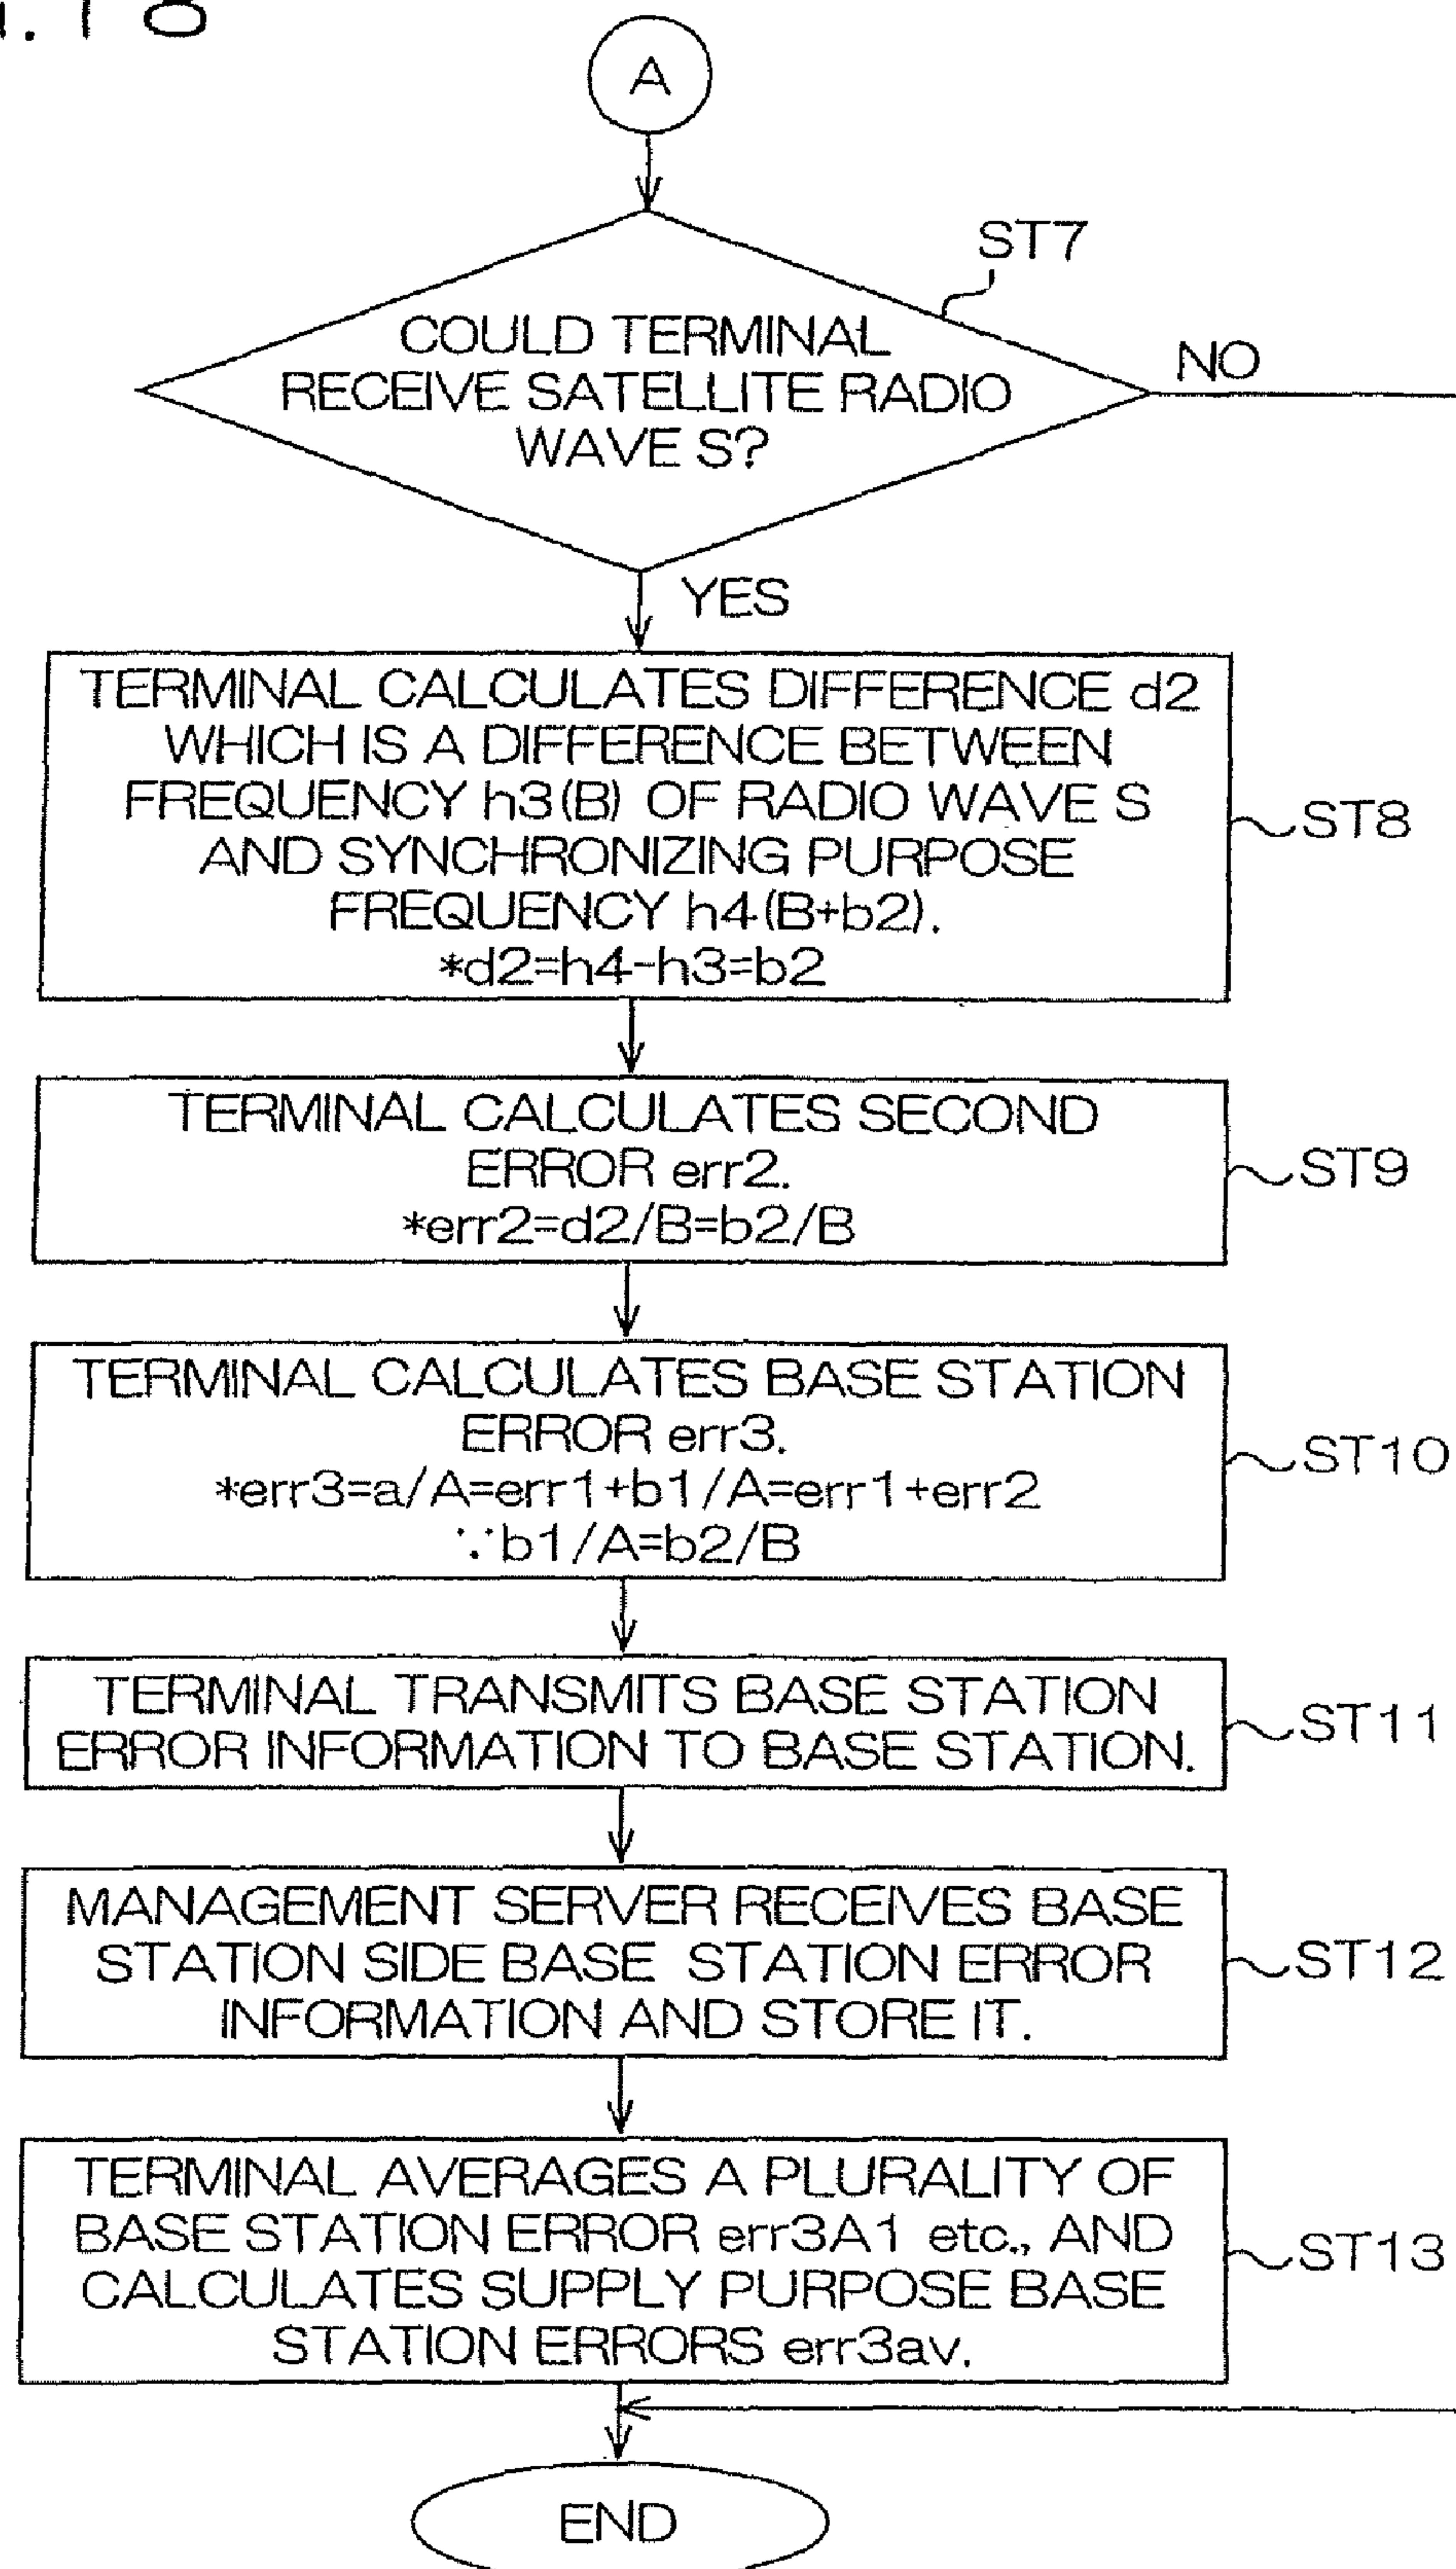 A
ST7
COULD TERMINAL
RECEIVE SATELLITE RADIO
WAVE S?
NO
YES
TERMINAL CALCULATES DIFFERENCE d2
WHICH IS A DIFFERENCE BETWEEN
FREQUENCY h3(B) OF RADIO WAVE S
AND SYNCHRONIZING PURPOSE
FREQUENCY h4(B+b2).
*d2=h4-h3=b2
ST8
TERMINAL CALCULATES SECOND
ERROR err2.
*err2=d2/B=b2/B
ST9
TERMINAL CALCULATES BASE STATION
ERROR err3.
*err3=a/A=err1+b1/A=err1+err2
∵b1/A=b2/B
ST10
TERMINAL TRANSMITS BASE STATION
ERROR INFORMATION TO BASE STATION.
ST11
MANAGEMENT SERVER RECEIVES BASE
STATION SIDE BASE STATION ERROR
INFORMATION AND STORE IT.
ST12
TERMINAL AVERAGES A PLURALITY OF
BASE STATION ERROR err3A1 etc., AND
CALCULATES SUPPLY PURPOSE BASE
STATION ERRORS err3av.
ST13
END